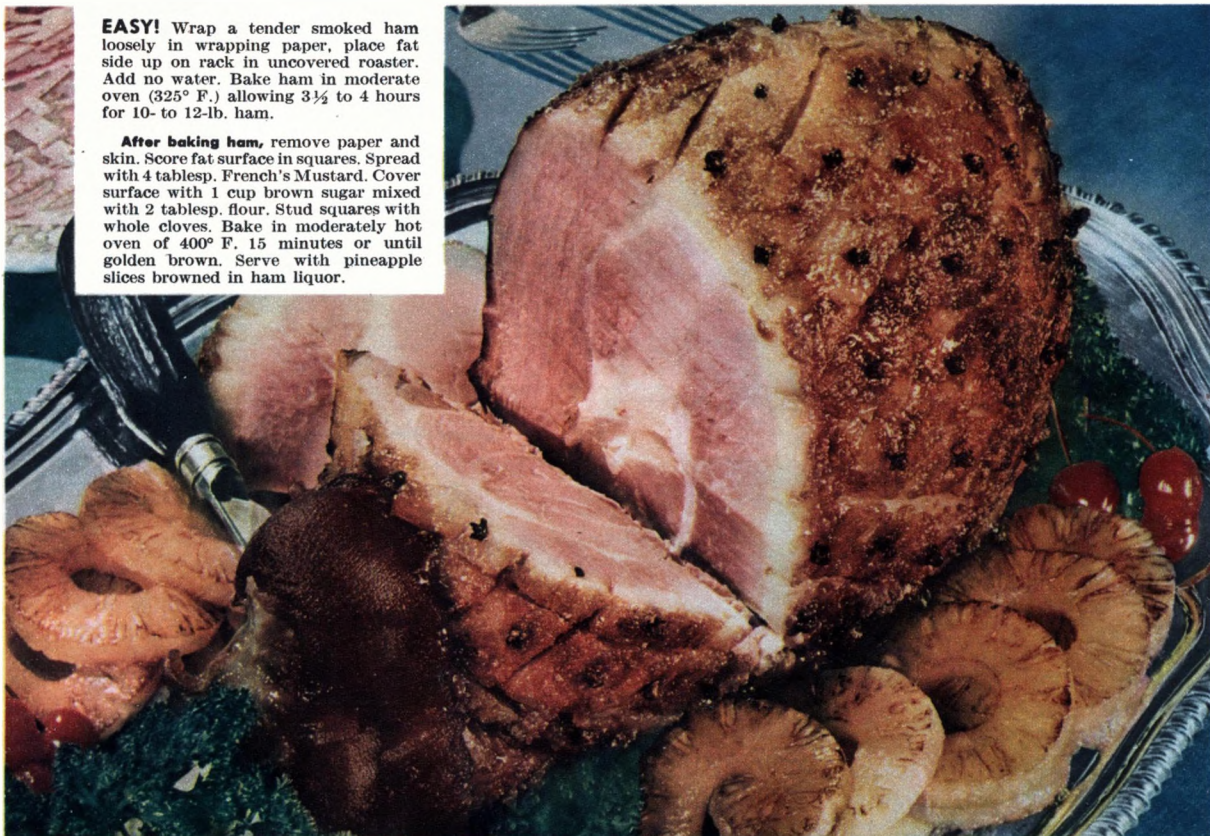 EASY! Wrap a tender smoked ham
loosely in wrapping paper, place fat
side up on rack in uncovered roaster.
Add no water. Bake ham in moderate
oven (325° F.) allowing 3½ to 4 hours
for 10- to 12-lb. ham.
After baking ham, remove paper and
skin. Score fat surface in squares. Spread
with 4 tablesp. French's Mustard. Cover
surface with 1 cup brown sugar mixed
with 2 tablesp. flour. Stud squares with
whole cloves. Bake in moderately hot
oven of 400° F. 15 minutes or until
golden brown. Serve with pineapple
slices browned in ham liquor.